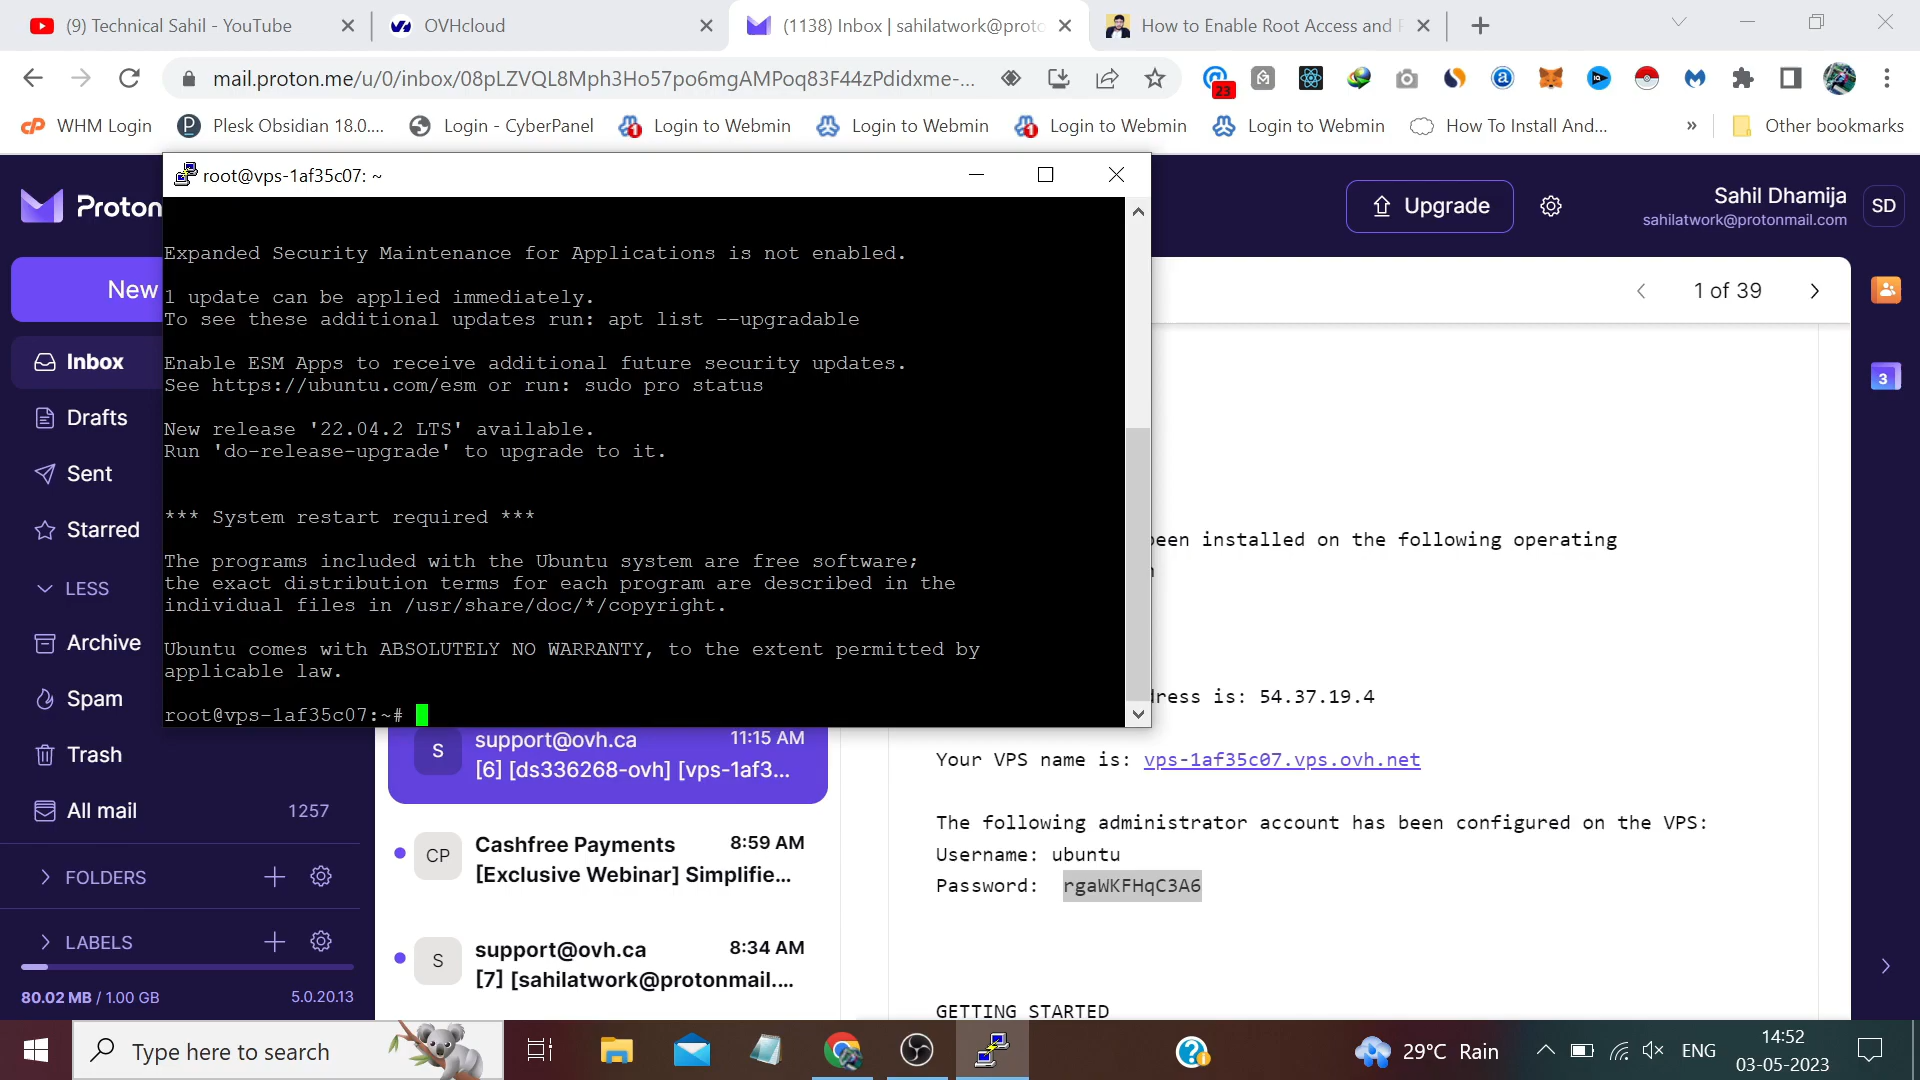 (9) Technical Sahil - YouTube
OVHcloud
(1138) Inbox | sahilatwork@proto
How to Enable Root Access and P
mail.proton.me/u/0/inbox/08pLZVQL8Mph3Ho57po6mgAMPoq83F44zPdidxme-...
23
WHM Login
Plesk Obsidian 18.0....
Login - CyberPanel
Login to Webmin
Login to Webmin
Login to Webmin
Login to Webmin
How To Install And...
»
Other bookmarks
root@vps-1af35c07: ~
Proton
Upgrade
Sahil Dhamija
sahilatwork@protonmail.com
SD
New
Expanded Security Maintenance for Applications is not enabled.
1 update can be applied immediately.
To see these additional updates run: apt list --upgradable
Enable ESM Apps to receive additional future security updates.
See https://ubuntu.com/esm or run: sudo pro status
New release '22.04.2 LTS' available.
Run 'do-release-upgrade' to upgrade to it.
*** System restart required ***
The programs included with the Ubuntu system are free software;
the exact distribution terms for each program are described in the
individual files in /usr/share/doc/*/copyright.
Ubuntu comes with ABSOLUTELY NO WARRANTY, to the extent permitted by
applicable law.
root@vps-1af35c07:~#
Inbox
Drafts
Sent
Starred
LESS
Archive
Spam
Trash
All mail
1257
FOLDERS
LABELS
80.02 MB / 1.00 GB
5.0.20.13
1 of 39
3
been installed on the following operating
dress is: 54.37.19.4
Your VPS name is: vps-1af35c07.vps.ovh.net
The following administrator account has been configured on the VPS:
Username: ubuntu
Password: rgaWKFHqC3A6
GETTING STARTED
S
support@ovh.ca
11:15 AM
[6] [ds336268-ovh] [vps-1af3...
CP
Cashfree Payments
8:59 AM
[Exclusive Webinar] Simplifie...
S
support@ovh.ca
8:34 AM
[7] [sahilatwork@protonmail....
Type here to search
29°C Rain
ENG
14:52
03-05-2023